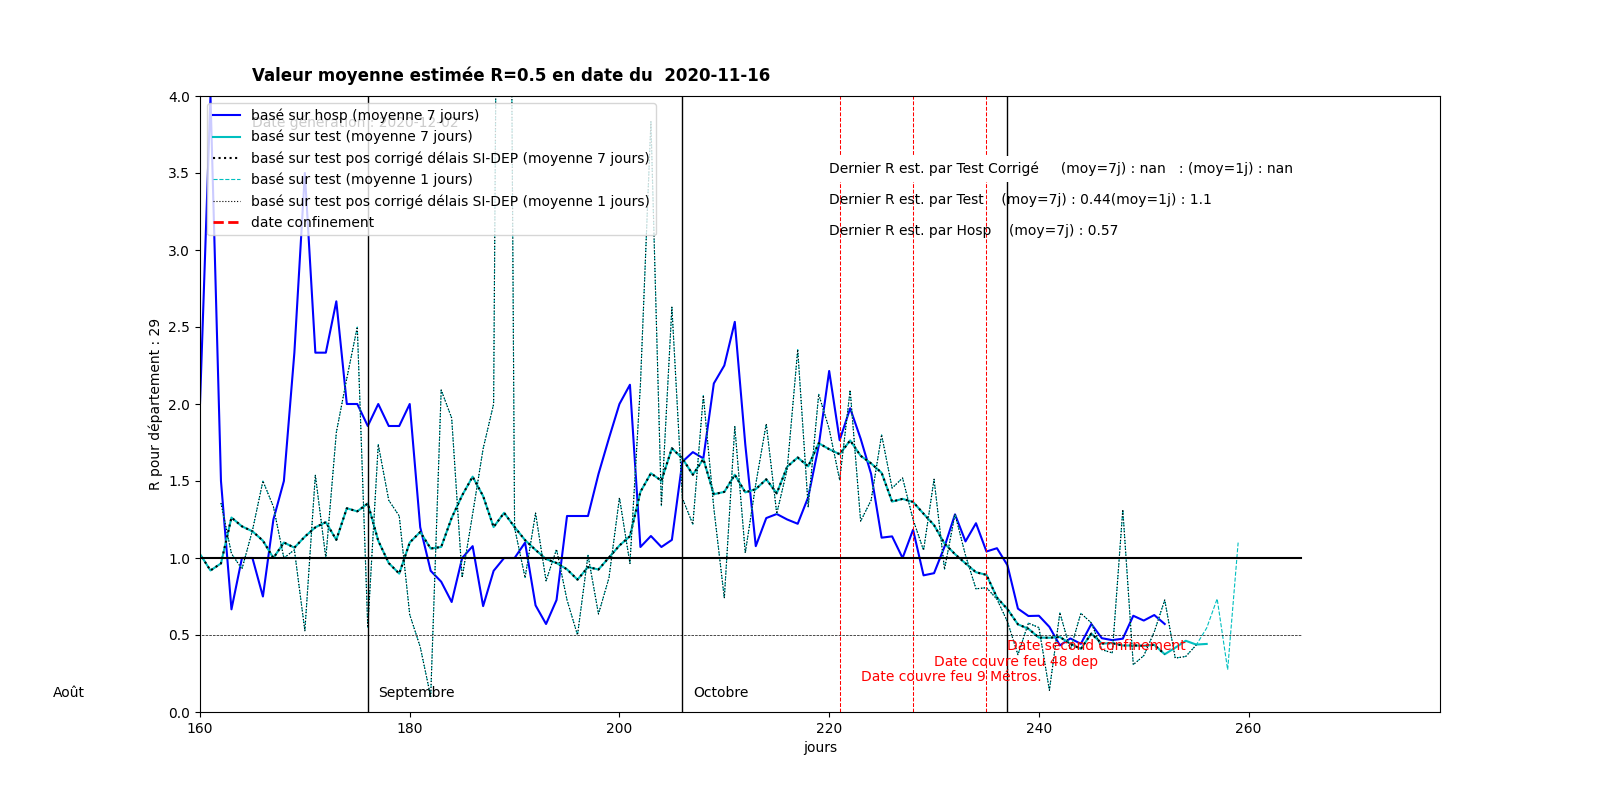 Valeur moyenne estimée R=0.5 en date du  2020-11-16
Date génération : 2020-12-02
basé sur hosp (moyenne 7 jours)
basé sur test (moyenne 7 jours)
basé sur test pos corrigé délais SI-DEP (moyenne 7 jours)
basé sur test (moyenne 1 jours)
basé sur test pos corrigé délais SI-DEP (moyenne 1 jours)
date confinement
Dernier R est. par Test Corrigé     (moy=7j) : nan   : (moy=1j) : nan
Dernier R est. par Test    (moy=7j) : 0.44(moy=1j) : 1.1
Dernier R est. par Hosp    (moy=7j) : 0.57
4.0
3.5
3.0
2.5
2.0
1.5
1.0
0.5
0.0
R pour département : 29
Date second confinement
Date couvre feu 48 dep
Date couvre feu 9 Métros.
Août
Septembre
Octobre
160
180
200
220
240
260
jours